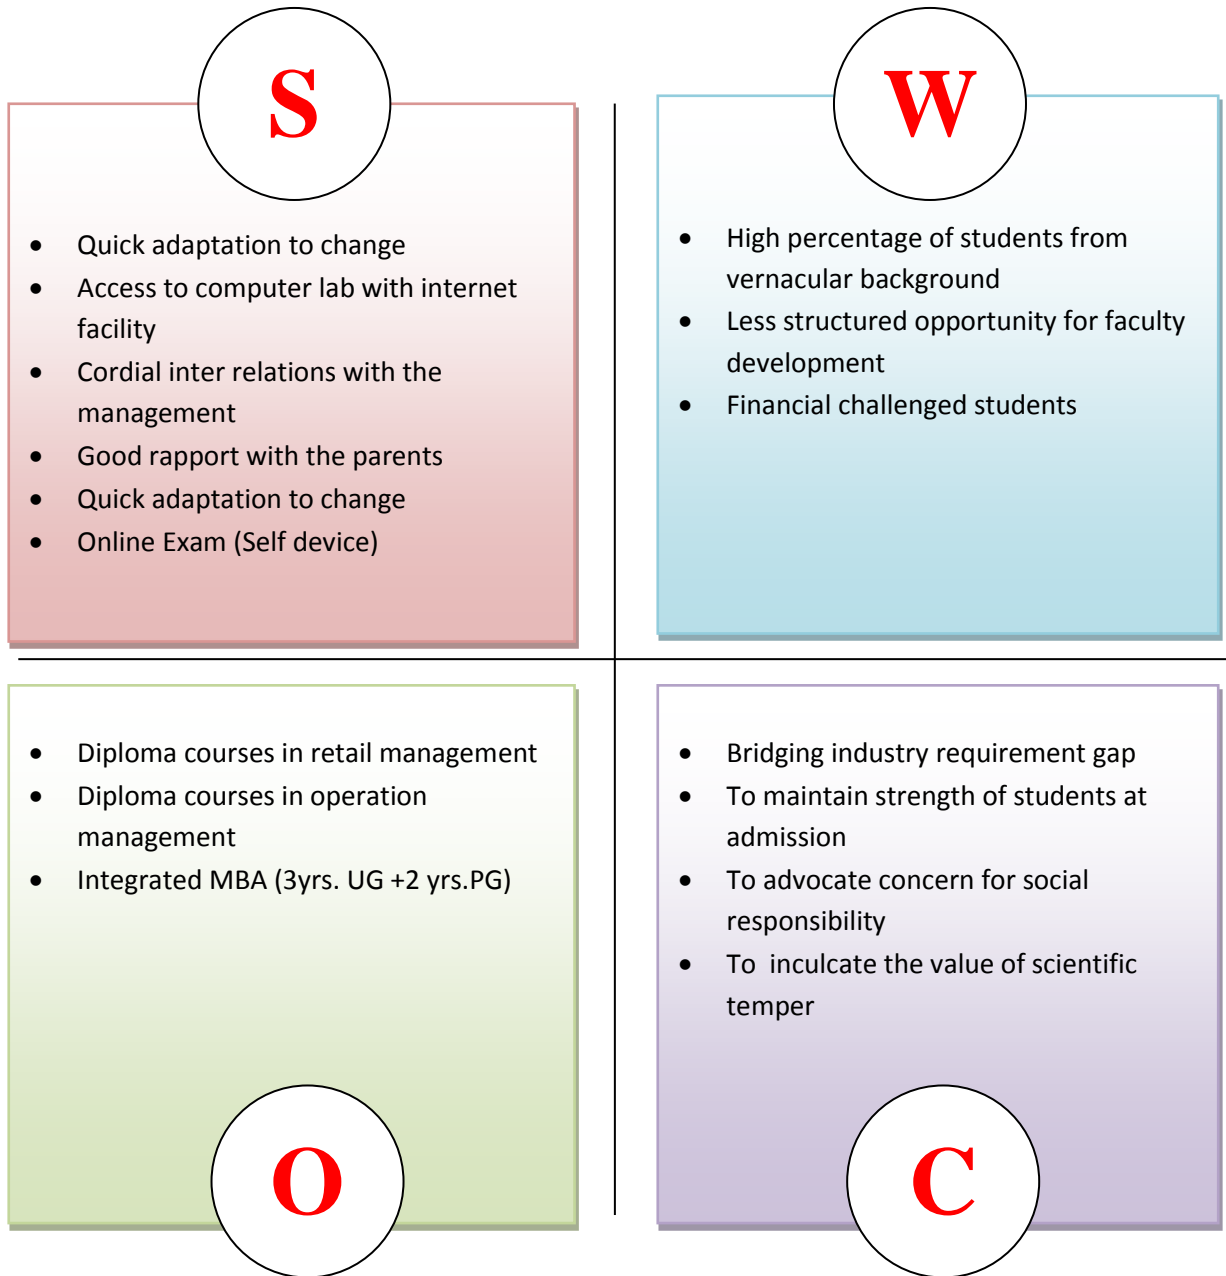 S
• Quick adaptation to change
• Access to computer lab with internet
facility
• Cordial inter relations with the
management
• Good rapport with the parents
• Quick adaptation to change
• Online Exam (Self device)
W
• High percentage of students from
vernacular background
• Less structured opportunity for faculty
development
• Financial challenged students
• Diploma courses in retail management
• Diploma courses in operation
management
• Integrated MBA (3yrs. UG +2 yrs.PG)
O
• Bridging industry requirement gap
• To maintain strength of students at
admission
• To advocate concern for social
responsibility
• To  inculcate the value of scientific
temper
C